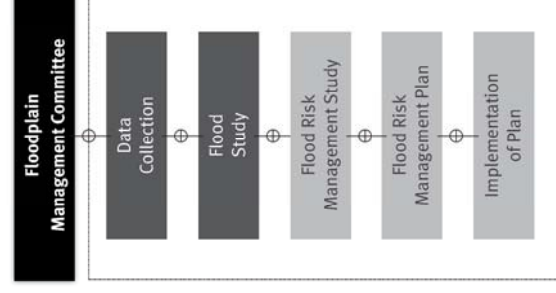 Floodplain
Management Committee
Data
Collection
Flood
Study
Flood Risk
Management Study
Flood Risk
Management Plan
Implementation
of Plan